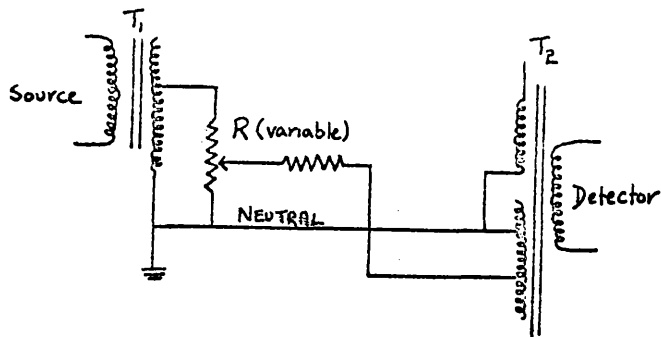 T1
T2
Source
R (variable)
NEUTRAL
Detector